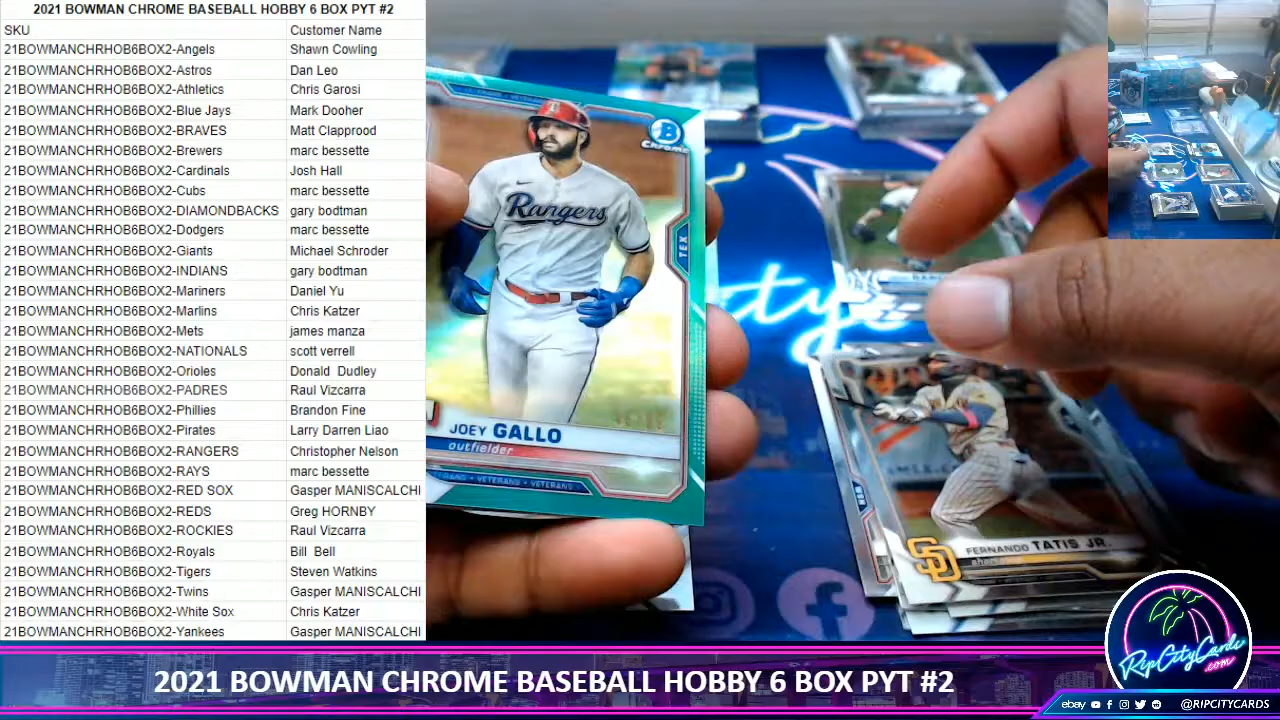 2021 BOWMAN CHROME BASEBALL HOBBY 6 BOX PYT #2
SKU Customer Name
21BOWMANCHRHOB6BOX2-Angels Shawn Cowling
21BOWMANCHRHOB6BOX2-Astros Dan Leo
21BOWMANCHRHOB6BOX2-Athletics Chris Garosi
21BOWMANCHRHOB6BOX2-Blue Jays Mark Dooher
21BOWMANCHRHOB6BOX2-BRAVES Matt Clapprood
21BOWMANCHRHOB6BOX2-Brewers marc bessette
21BOWMANCHRHOB6BOX2-Cardinals Josh Hall
21BOWMANCHRHOB6BOX2-Cubs marc bessette
21BOWMANCHRHOB6BOX2-DIAMONDBACKS gary bodtman
21BOWMANCHRHOB6BOX2-Dodgers marc bessette
21BOWMANCHRHOB6BOX2-Giants Michael Schroder
21BOWMANCHRHOB6BOX2-INDIANS gary bodtman
21BOWMANCHRHOB6BOX2-Mariners Daniel Yu
21BOWMANCHRHOB6BOX2-Marlins Chris Katzer
21BOWMANCHRHOB6BOX2-Mets james manza
21BOWMANCHRHOB6BOX2-NATIONALS scott verrell
21BOWMANCHRHOB6BOX2-Orioles Donald Dudley
21BOWMANCHRHOB6BOX2-PADRES Raul Vizcarra
21BOWMANCHRHOB6BOX2-Phillies Brandon Fine
21BOWMANCHRHOB6BOX2-Pirates Larry Darren Liao
21BOWMANCHRHOB6BOX2-RANGERS Christopher Nelson
21BOWMANCHRHOB6BOX2-RAYS marc bessette
21BOWMANCHRHOB6BOX2-RED SOX Gasper MANISCALCHI
21BOWMANCHRHOB6BOX2-REDS Greg HORNBY
21BOWMANCHRHOB6BOX2-ROCKIES Raul Vizcarra
21BOWMANCHRHOB6BOX2-Royals Bill Bell
21BOWMANCHRHOB6BOX2-Tigers Steven Watkins
21BOWMANCHRHOB6BOX2-Twins Gasper MANISCALCHI
21BOWMANCHRHOB6BOX2-White Sox Chris Katzer
21BOWMANCHRHOB6BOX2-Yankees Gasper MANISCALCHI
B
CHROME
Rangers
TEX
JOEY GALLO
outfielder
VETERANS • VETERANS
SD
FERNANDO TATIS JR.
2021 BOWMAN CHROME BASEBALL HOBBY 6 BOX PYT #2
RipCityCards
.com
ebay @RIPCITYCARDS